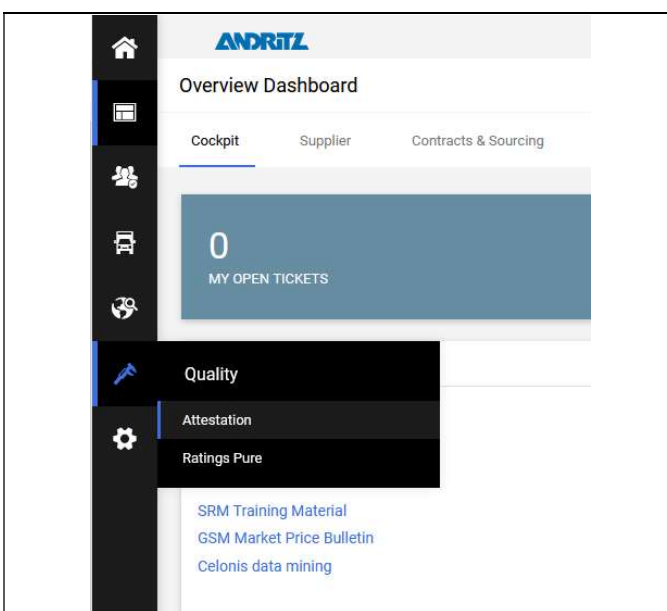 ANDRITZ
Overview Dashboard
Cockpit Supplier Contracts & Sourcing
0
MY OPEN TICKETS
Quality
Attestation
Ratings Pure
SRM Training Material
GSM Market Price Bulletin
Celonis data mining